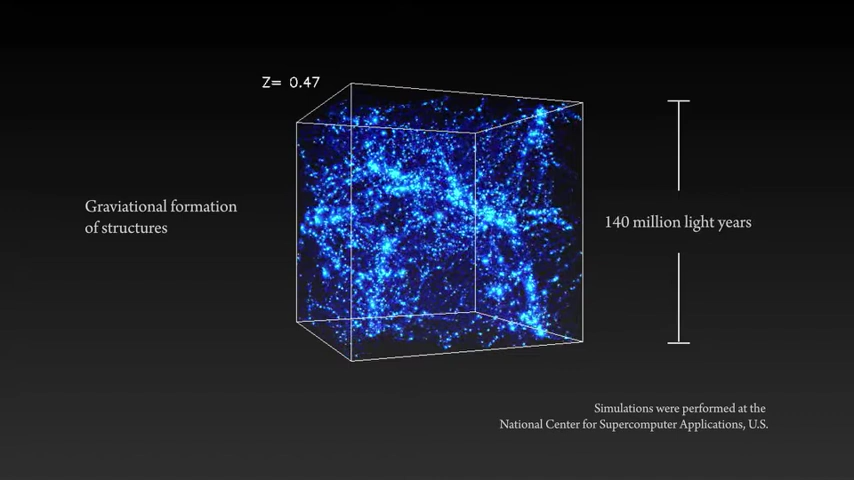 Z= 0.47
Graviational formation
of structures
140 million light years
Simulations were performed at the
National Center for Supercomputer Applications, U.S.